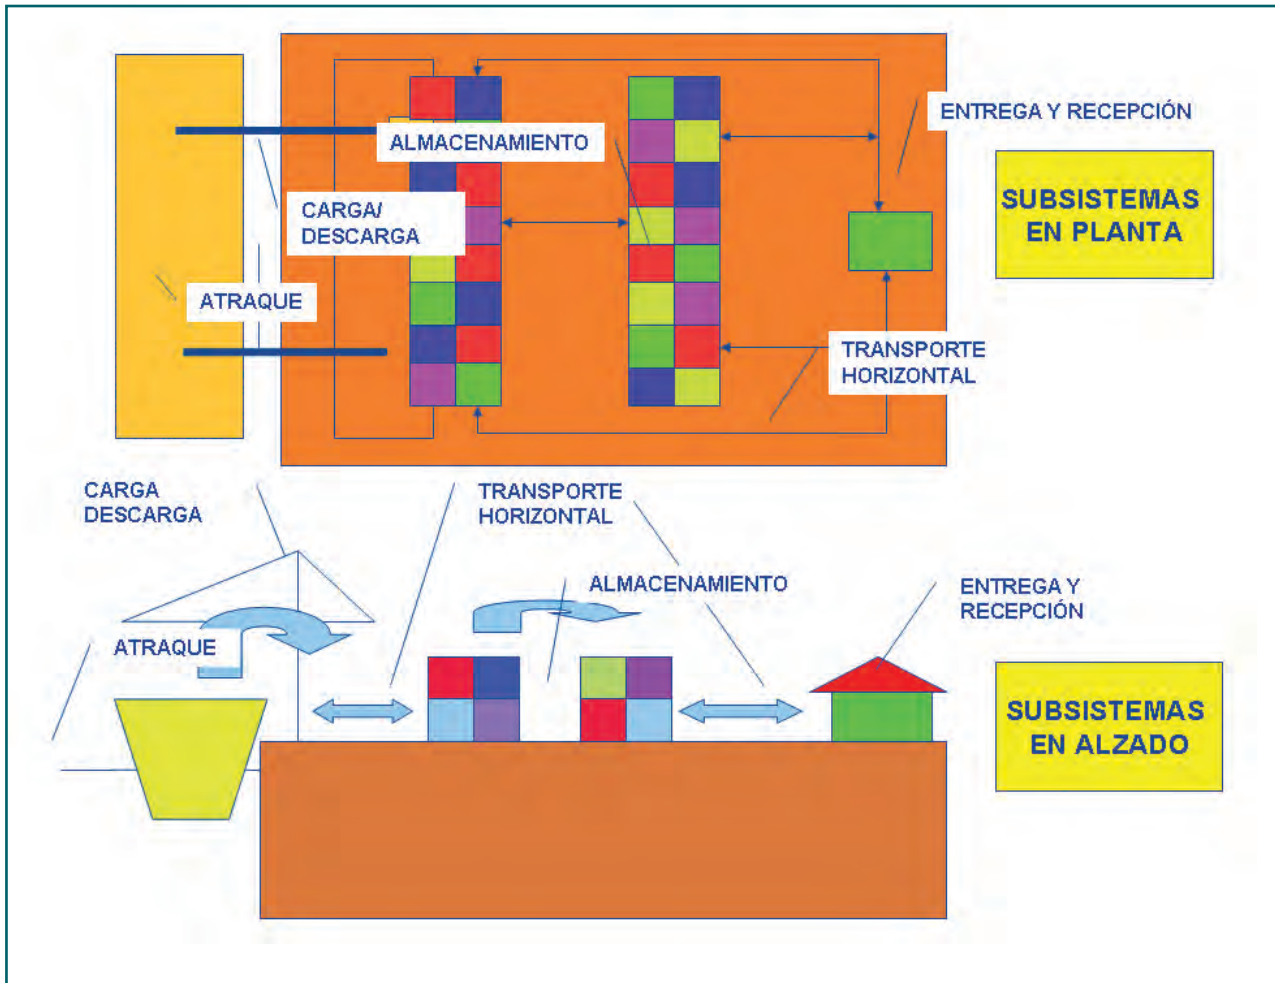 ENTREGA Y RECEPCIÓN
ALMACENAMIENTO
SUBSISTEMAS
EN PLANTA
CARGA/
DESCARGA
ATRAQUE
TRANSPORTE
HORIZONTAL
CARGA
DESCARGA
TRANSPORTE
HORIZONTAL
ALMACENAMIENTO
ENTREGA Y
RECEPCIÓN
ATRAQUE
SUBSISTEMAS
EN ALZADO